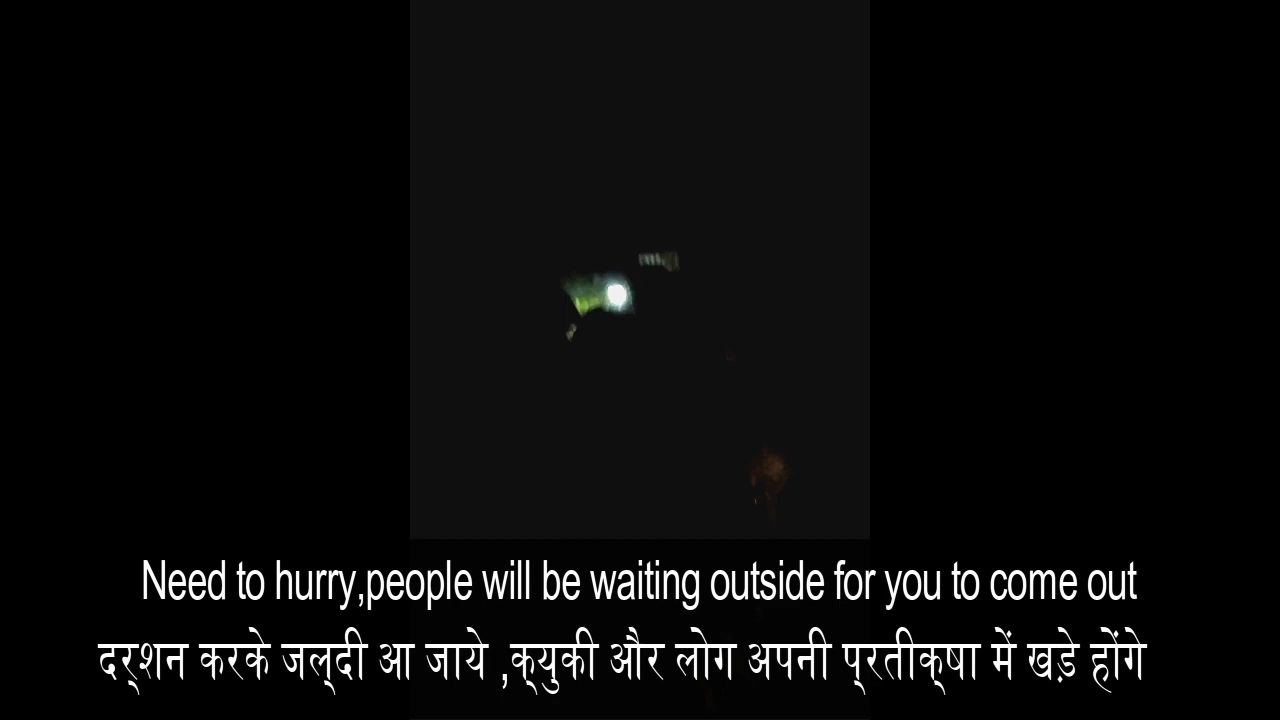 Need to hurry,people will be waiting outside for you to come out
दर्‌शन करके जल्‌दी आ जाये ,क्‌युकी और लोग अपनी प्‌रतीक्‌षा में खड़े होंगे